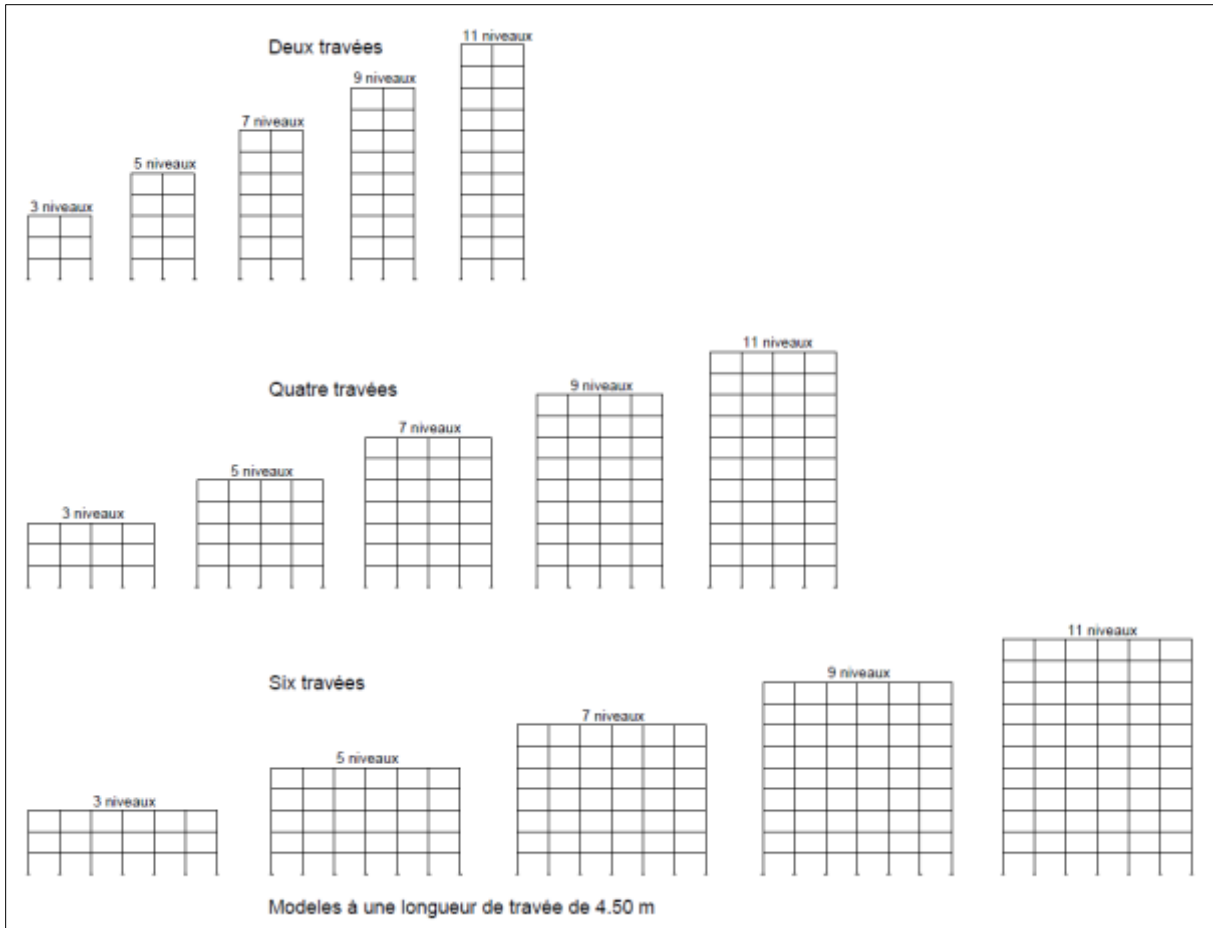 Deux travées
11 niveaux
9 niveaux
7 niveaux
5 niveaux
3 niveaux
Quatre travées
11 niveaux
9 niveaux
7 niveaux
5 niveaux
3 niveaux
Six travées
11 niveaux
9 niveaux
7 niveaux
5 niveaux
3 niveaux
Modeles à une longueur de travée de 4.50 m